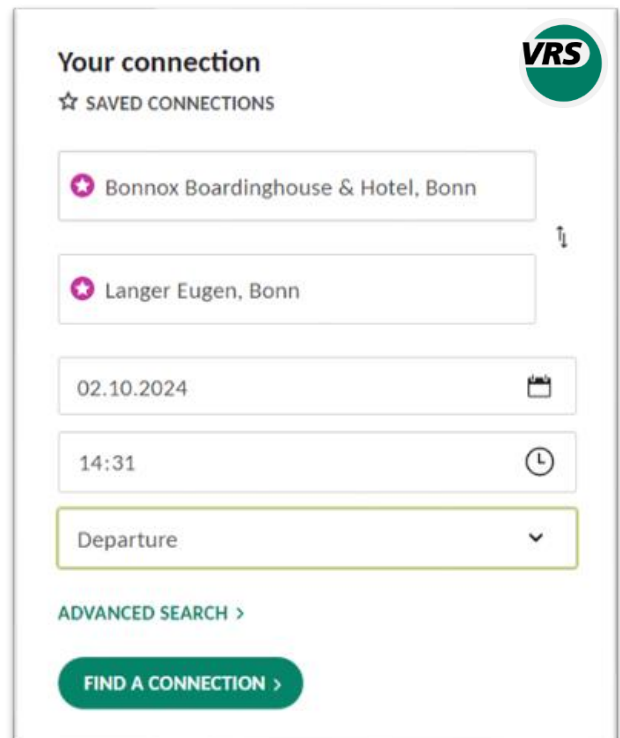 Your connection
VRS
SAVED CONNECTIONS
Bonnox Boardinghouse & Hotel, Bonn
Langer Eugen, Bonn
02.10.2024
14:31
Departure
ADVANCED SEARCH >
FIND A CONNECTION >